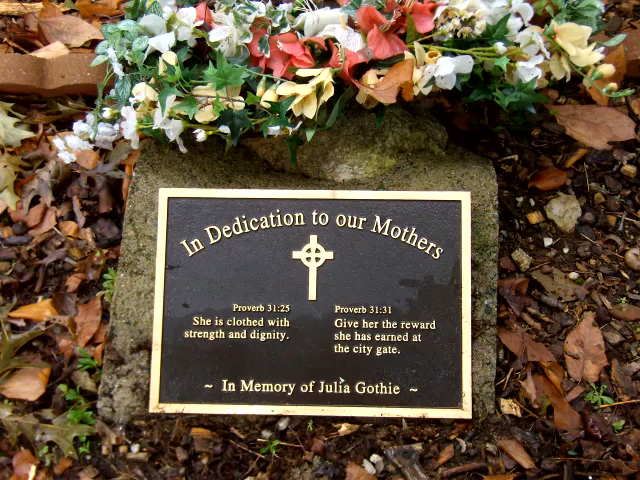 In Dedication to our Mothers
Proverb 31:25
She is clothed with
strength and dignity.
Proverb 31:31
Give her the reward
she has earned at
the city gate.
~ In Memory of Julia Gothie ~